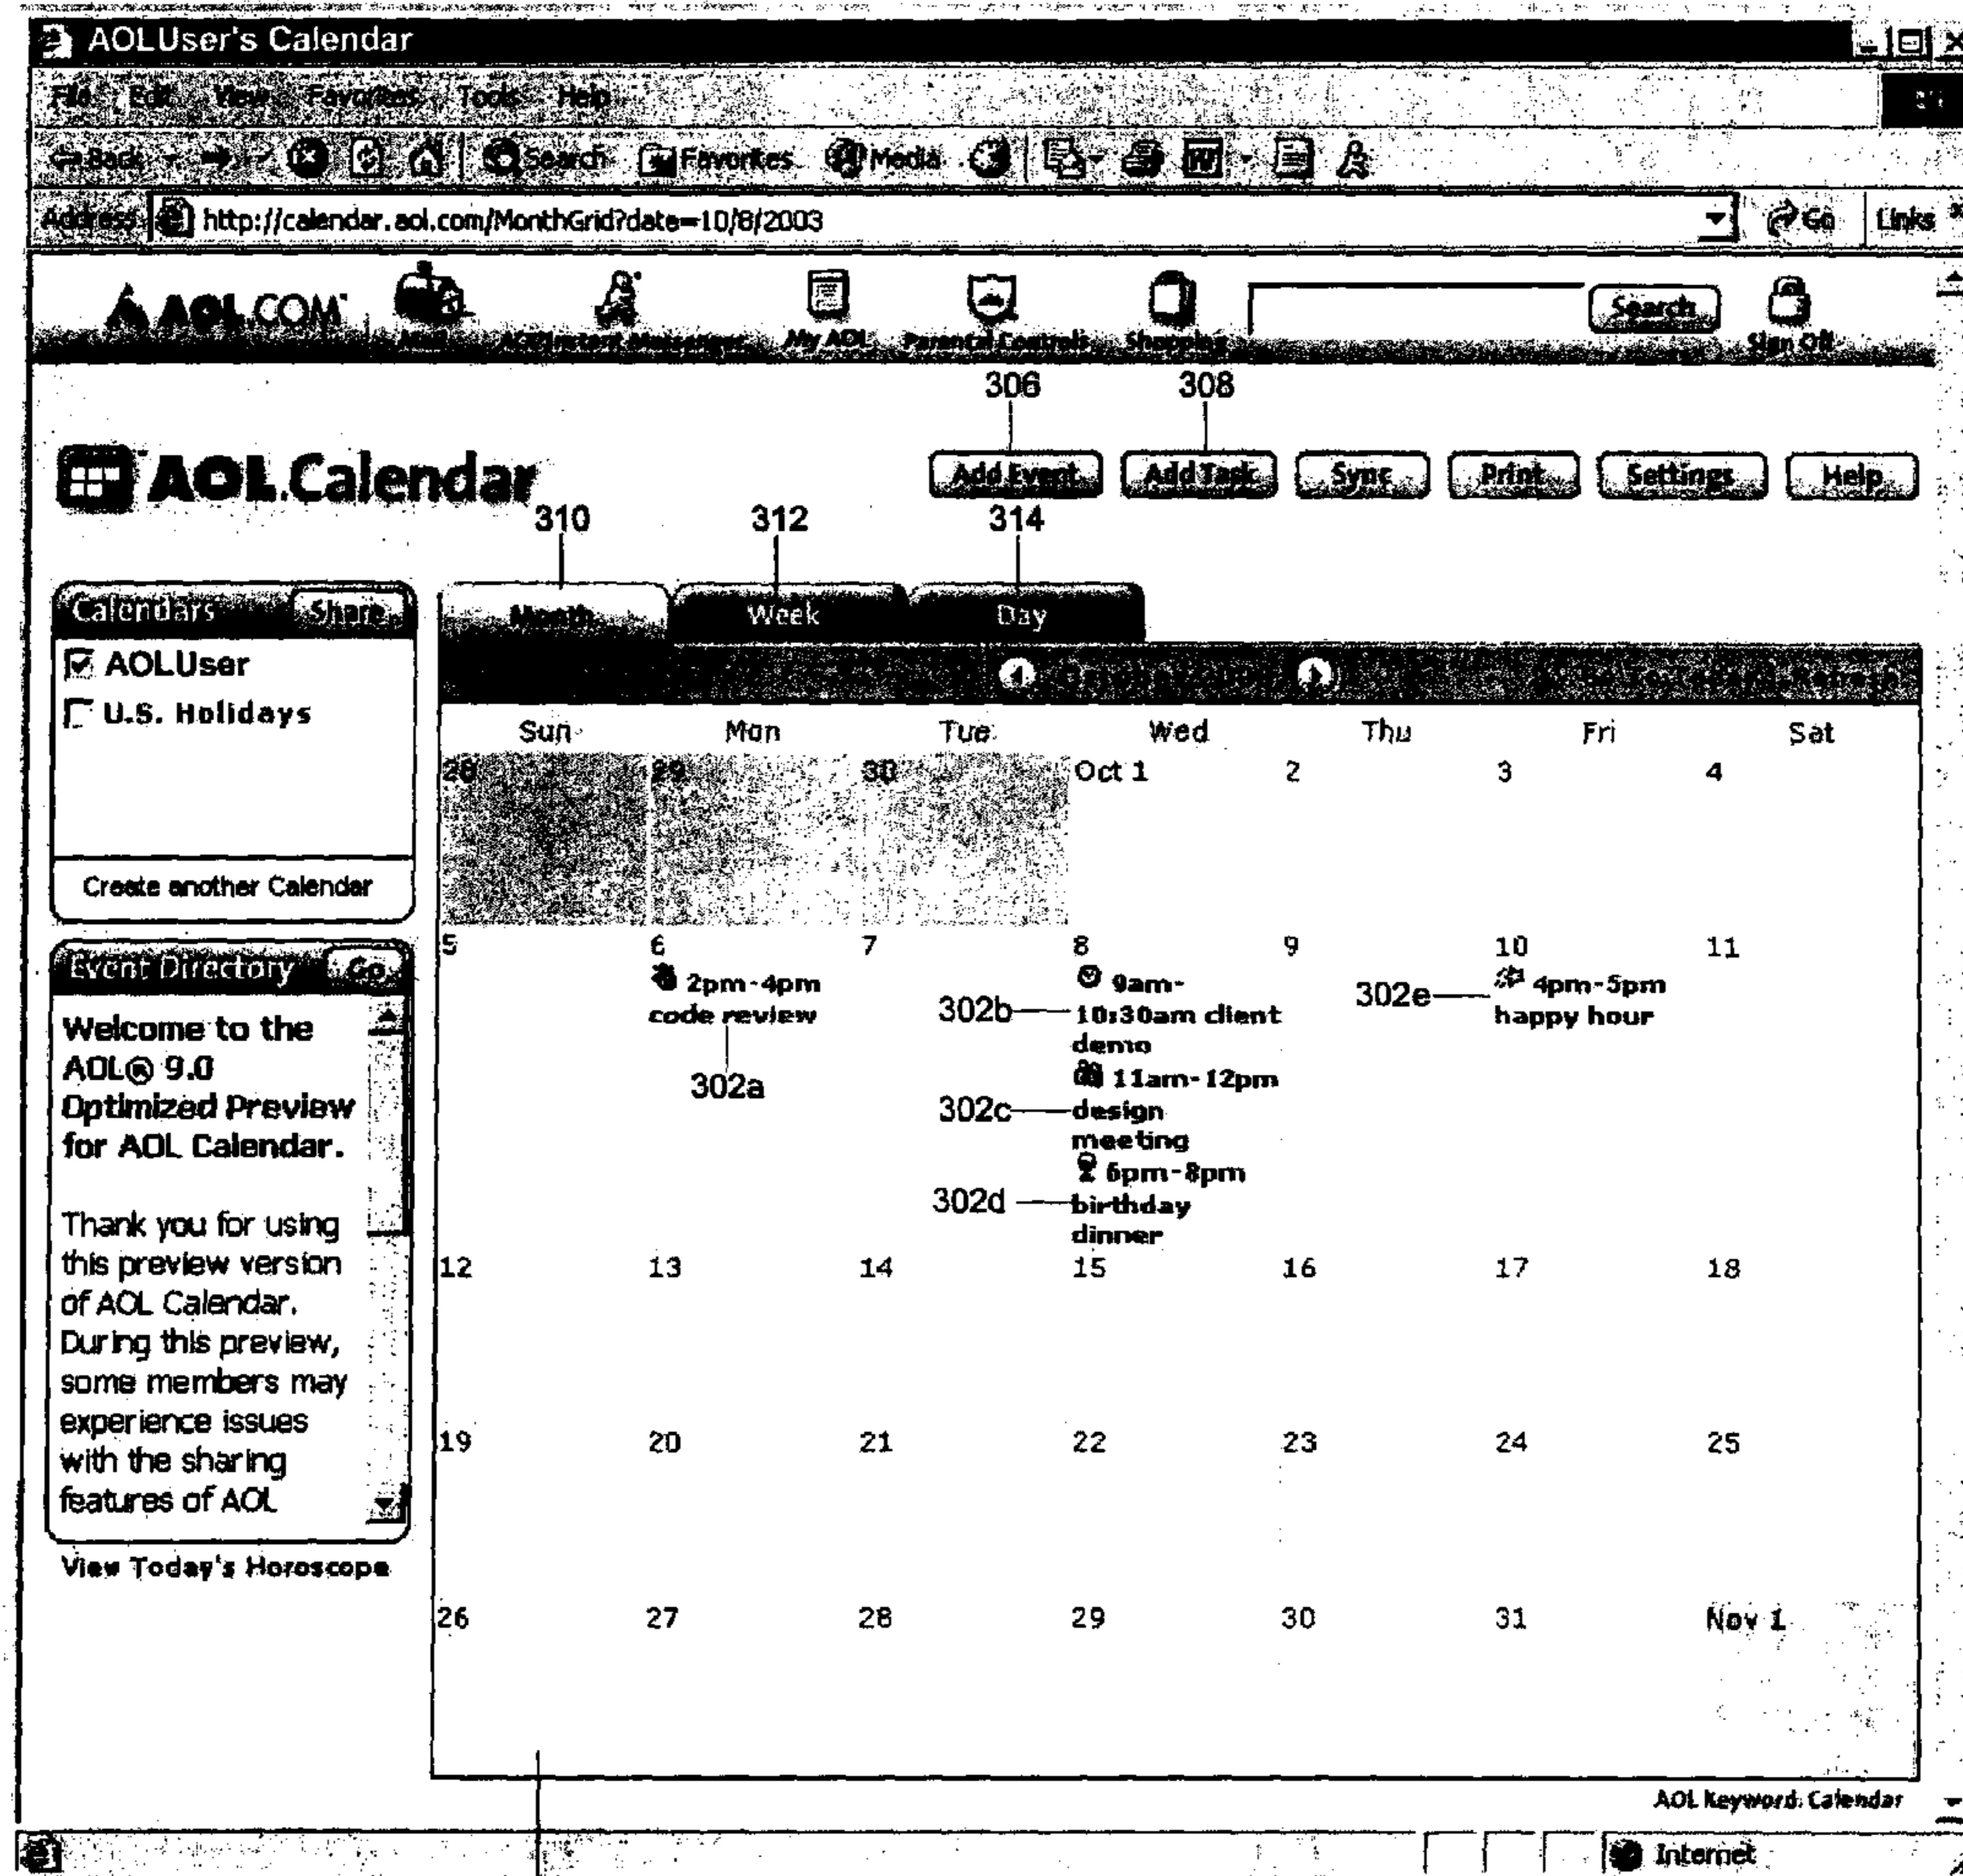 AOLUser's Calendar
File Edit View Favorites Tools Help
Back Search Favorites Media
Address http://calendar.aol.com/MonthGrid?date=10/8/2003 Go Links
AOL.COM Search
Mail AOL Instant Messenger My AOL Parental Controls Shopping Sign Off
306 308
AOL Calendar
Add Event Add Task Sync Print Settings Help
310 312 314
Calendars Share
Month Week Day
AOLUser
U.S. Holidays
Create another Calendar
Sun Mon Tue Wed Thu Fri Sat
28 29 30 Oct 1 2 3 4
5 6 7 8 9 10 11
2pm-4pm
code review
302a
302b
9am-
10:30am client
demo
302c
11am-12pm
design
meeting
302d
6pm-8pm
birthday
dinner
302e
4pm-5pm
happy hour
12 13 14 15 16 17 18
19 20 21 22 23 24 25
26 27 28 29 30 31 Nov 1
Event Directory Go
Welcome to the
AOL® 9.0
Optimized Preview
for AOL Calendar.
Thank you for using
this preview version
of AOL Calendar.
During this preview,
some members may
experience issues
with the sharing
features of AOL
View Today's Horoscope
AOL Keyword: Calendar
Internet